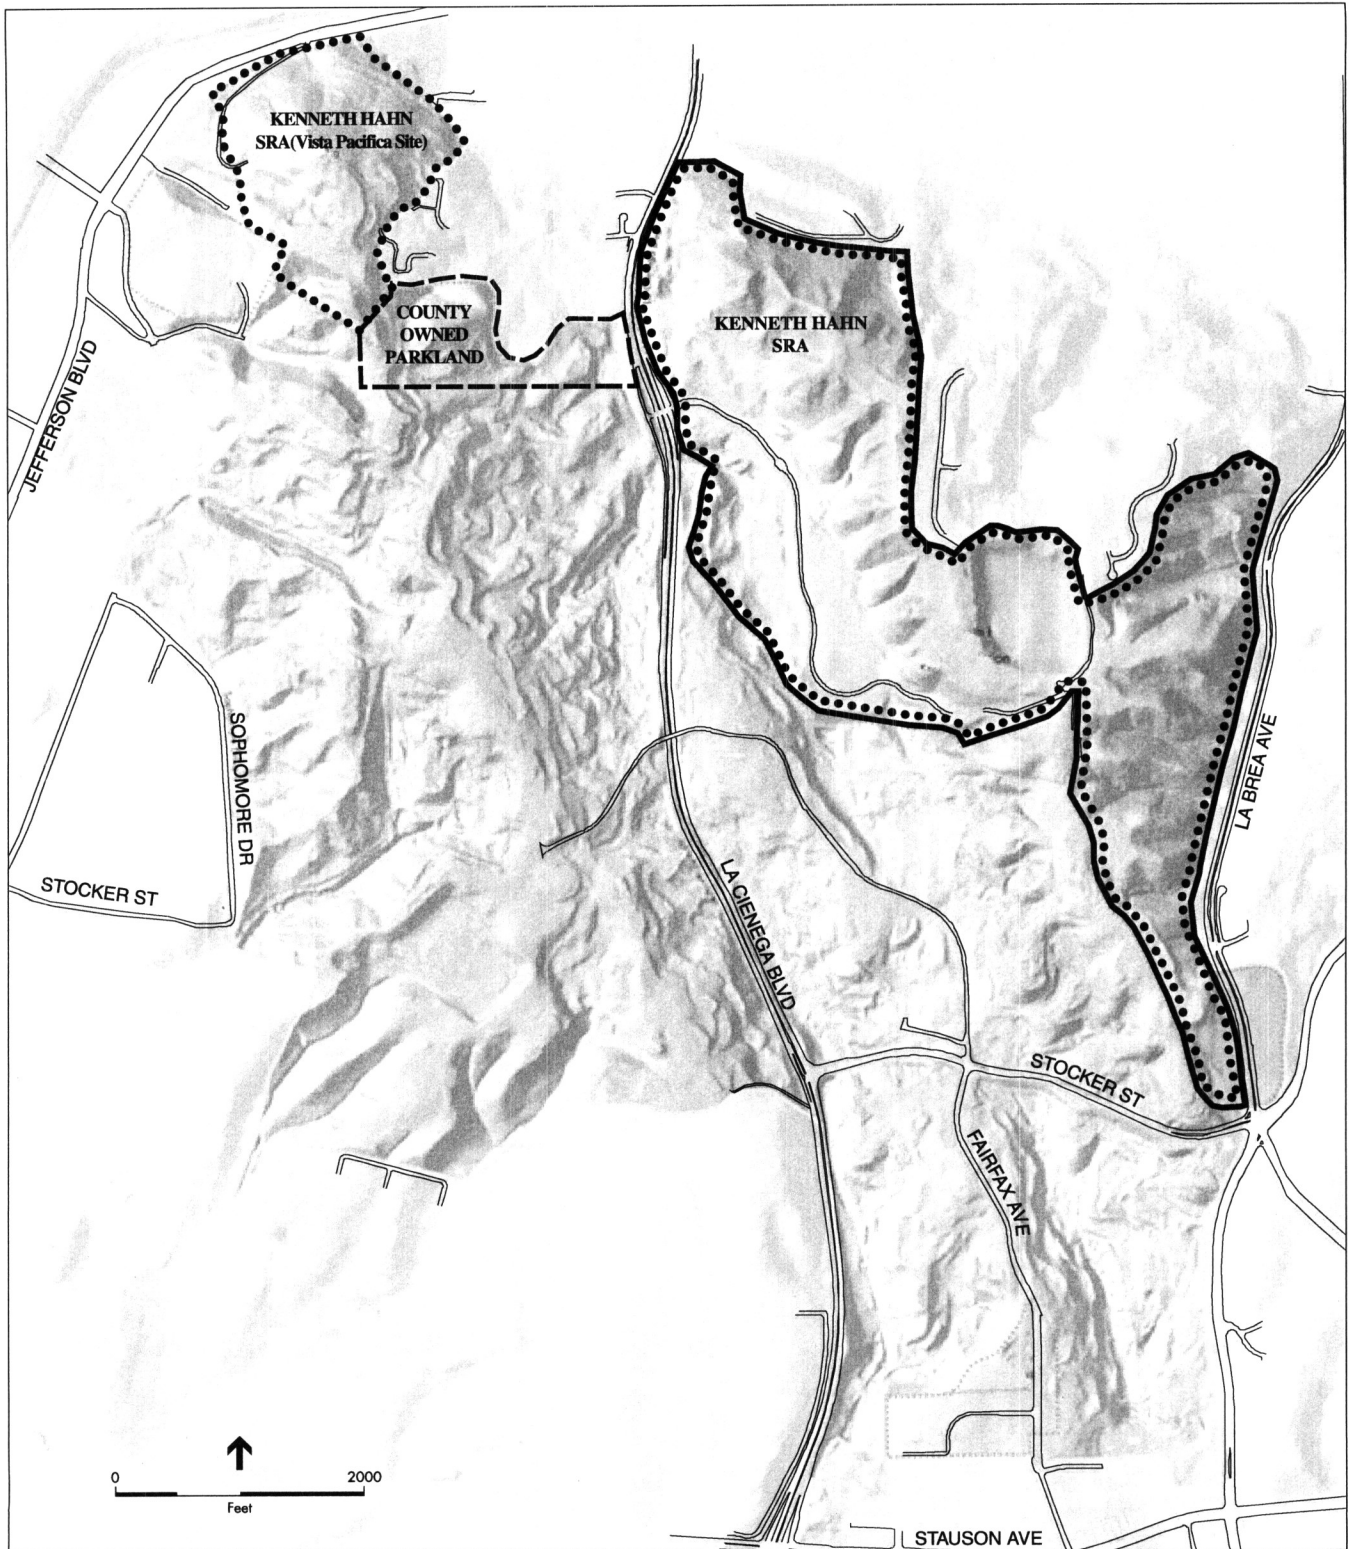 KENNETH HAHN
SRA(Vista Pacifica Site)
COUNTY
OWNED
PARKLAND
KENNETH HAHN
SRA
JEFFERSON BLVD
SOPHOMORE DR
LA BREA AVE
STOCKER ST
LA CIENEGA BLVD
STOCKER ST
FAIRFAX AVE
0 2000
Feet
STAUSON AVE